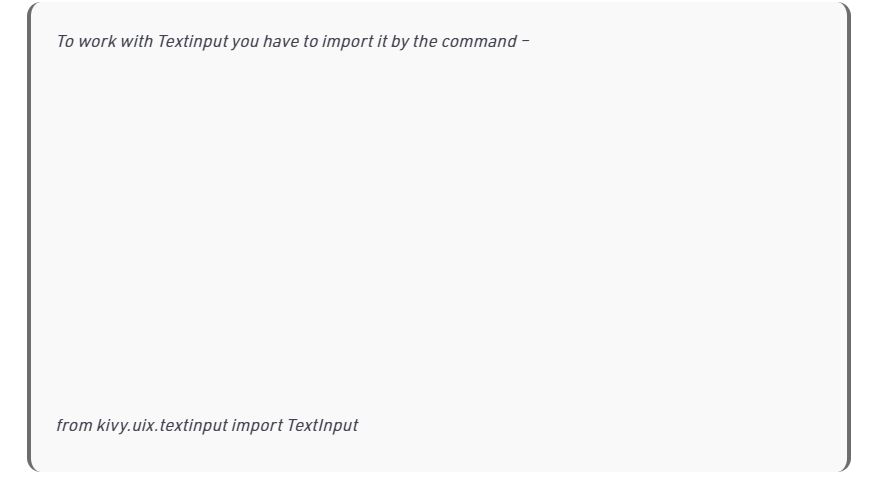 To work with Textinput you have to import it by the command –
from kivy.uix.textinput import TextInput